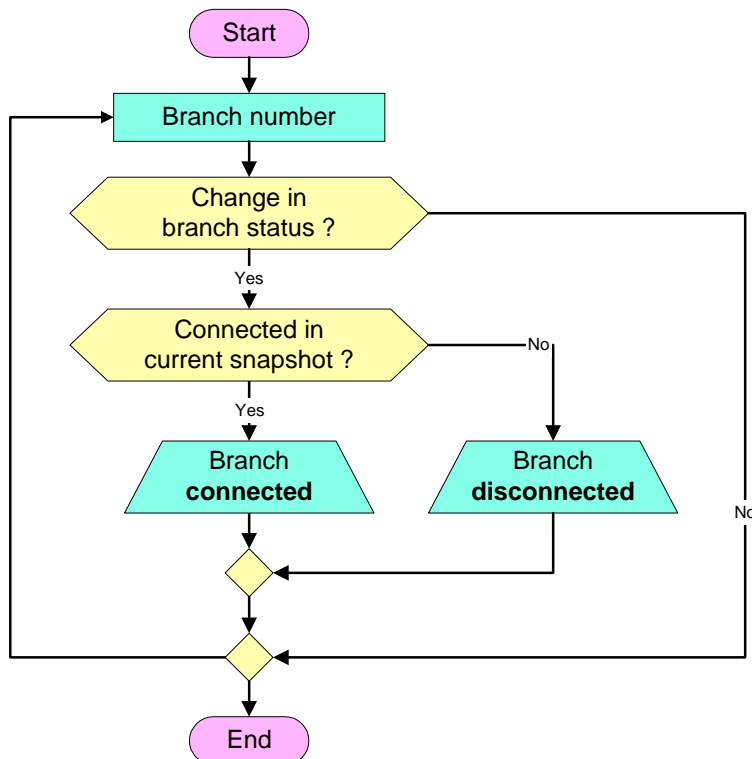 Start
Branch number
Change in
branch status ?
Yes
Connected in
current snapshot ?
No
Yes
Branch
connected
Branch
disconnected
No
End